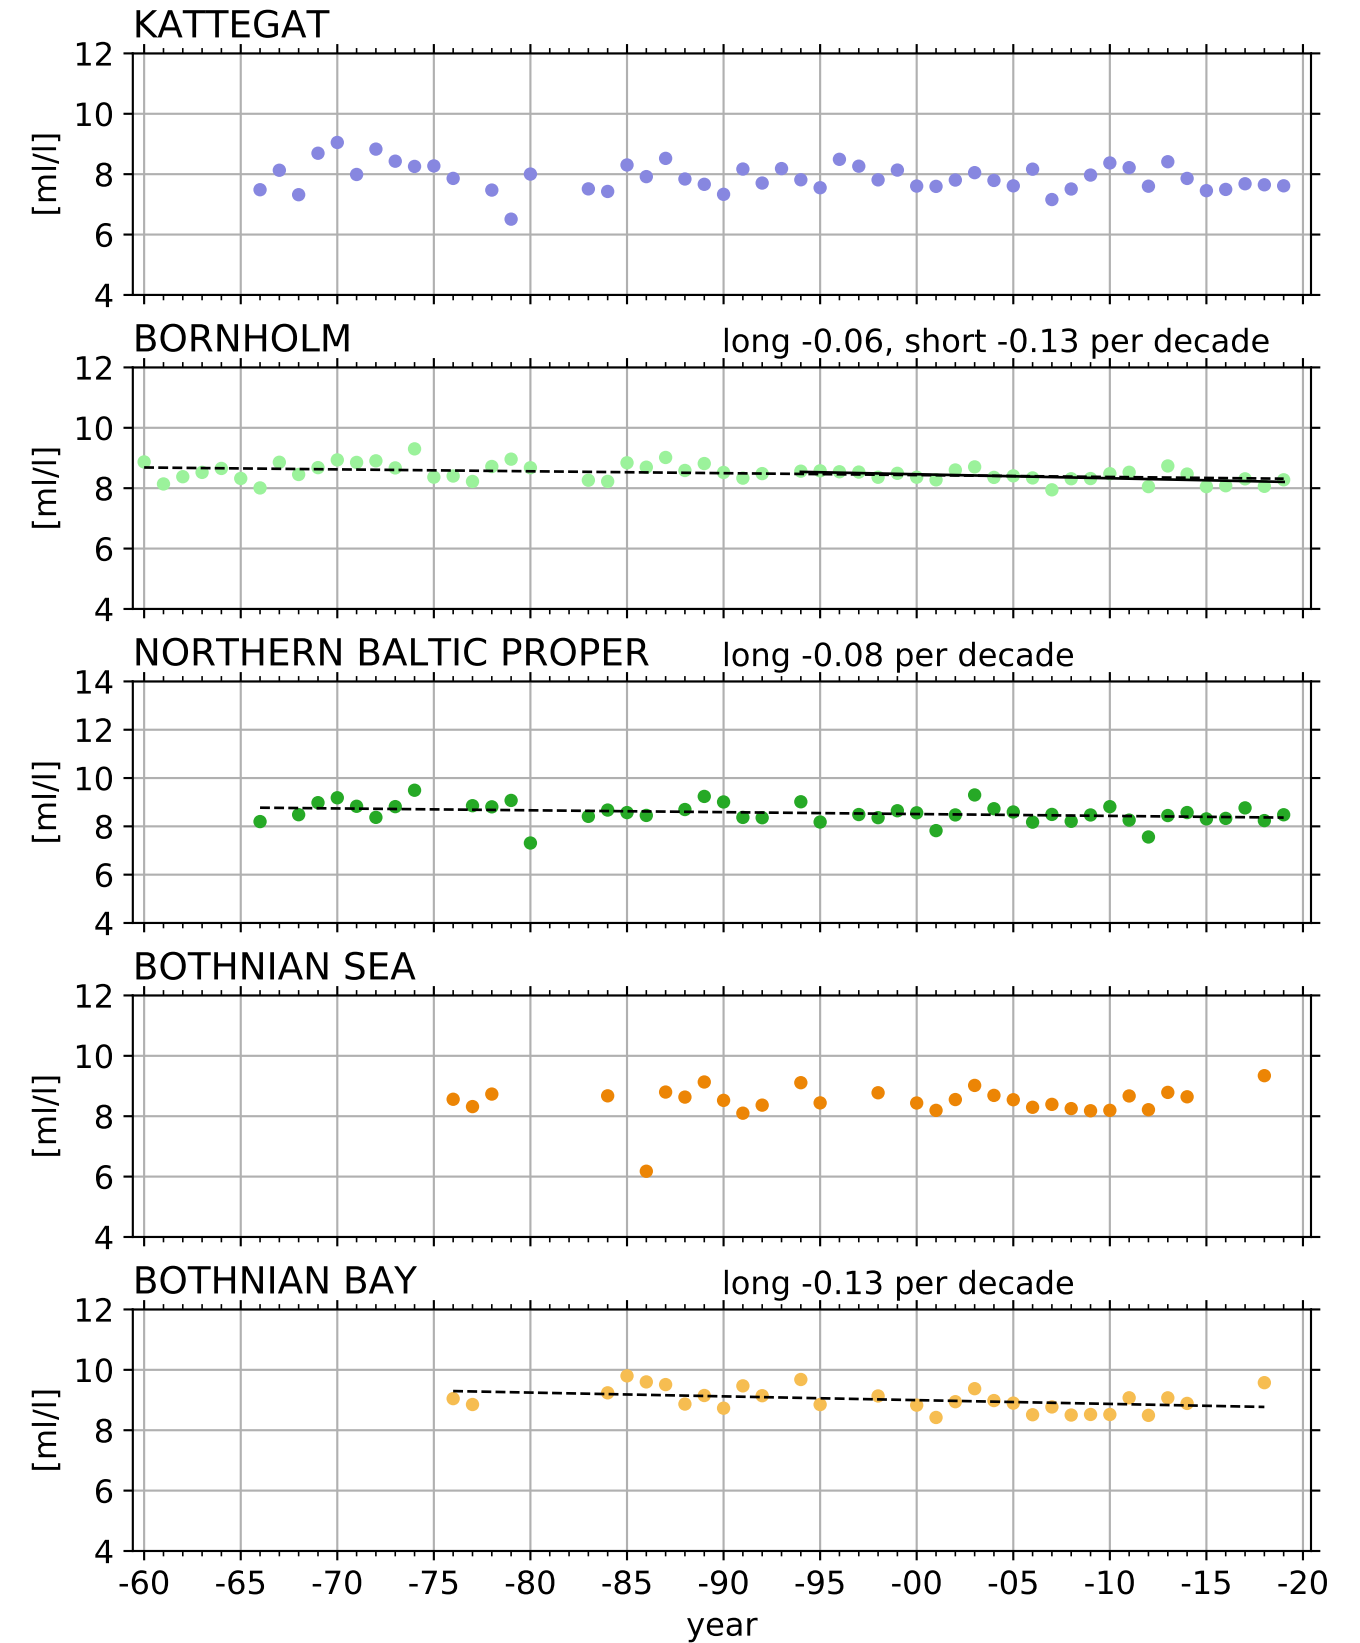 KATTEGAT
12
10
8
6
4
[ml/l]
BORNHOLM long -0.06, short -0.13 per decade
12
10
8
6
4
[ml/l]
NORTHERN BALTIC PROPER long -0.08 per decade
14
12
10
8
6
4
[ml/l]
BOTHNIAN SEA
12
10
8
6
4
[ml/l]
BOTHNIAN BAY long -0.13 per decade
12
10
8
6
4
[ml/l]
-60 -65 -70 -75 -80 -85 -90 -95 -00 -05 -10 -15 -20
year